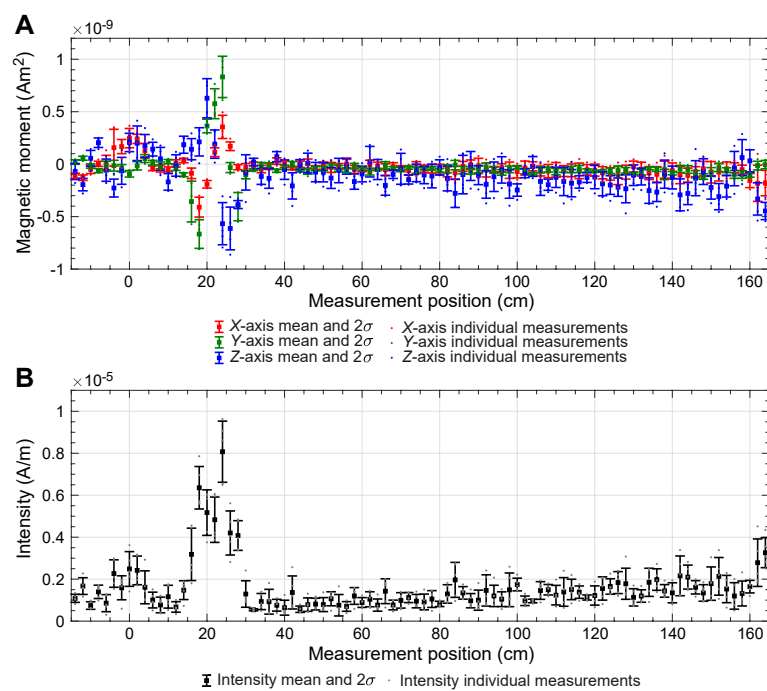 A
×10-9
1
0.5
0
-0.5
-1
Magnetic moment (Am2)
0 20 40 60 80 100 120 140 160
Measurement position (cm)
X-axis mean and 2σ X-axis individual measurements
Y-axis mean and 2σ Y-axis individual measurements
Z-axis mean and 2σ Z-axis individual measurements
B
×10-5
1
0.8
0.6
0.4
0.2
0
Intensity (A/m)
0 20 40 60 80 100 120 140 160
Measurement position (cm)
Intensity mean and 2σ Intensity individual measurements